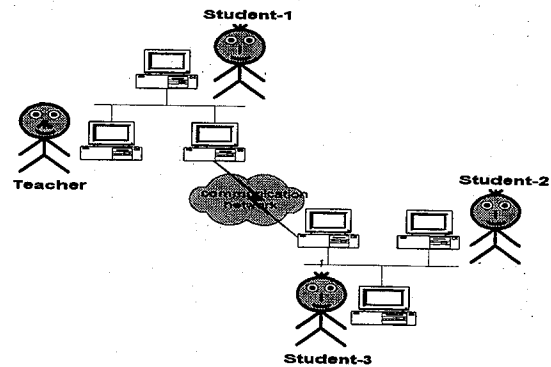 Student-1
Teacher
communication
network
Student-2
Student-3